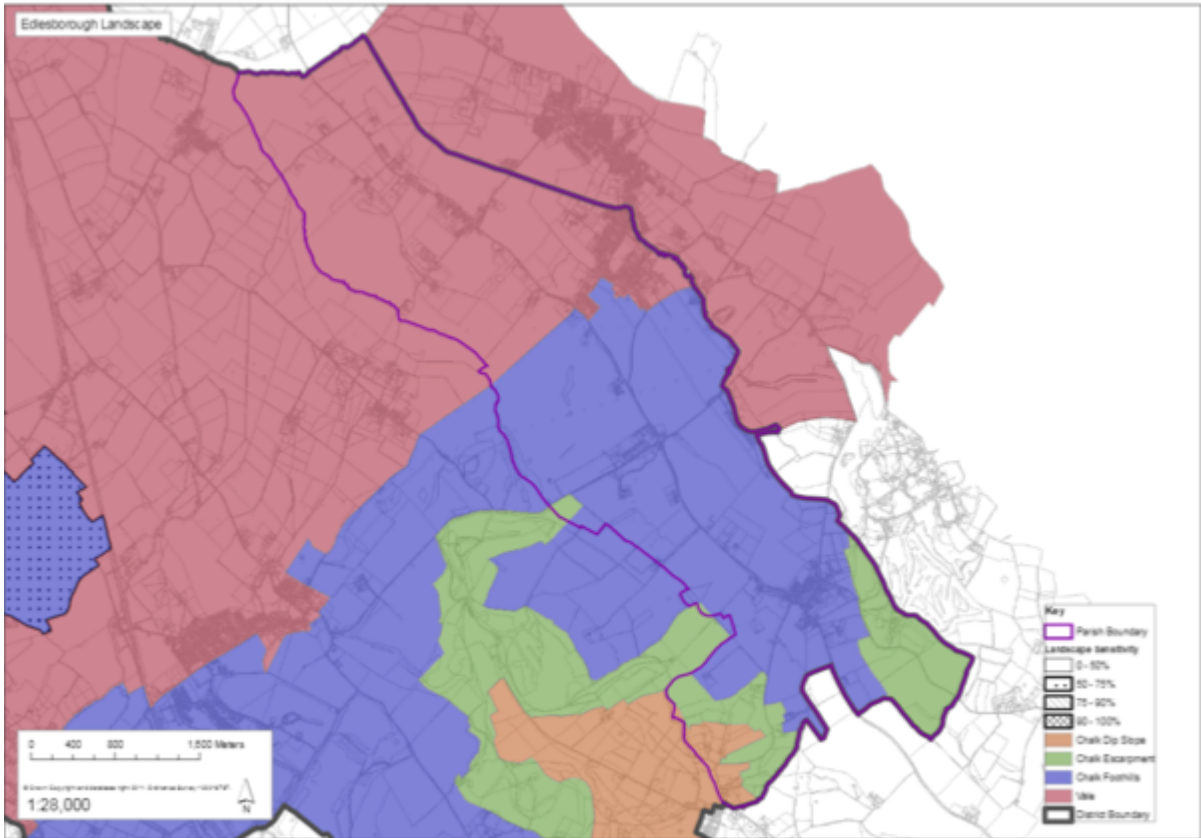 Edlesborough Landscape
Key
Parish Boundary
Landscape Sensitivity
0 - 50%
50 - 75%
75 - 90%
90 - 100%
Chalk Dip Slope
Chalk Escarpment
Chalk Foothills
Vale
District Boundary
0 400 800 1,600 Meters
1:28,000
N